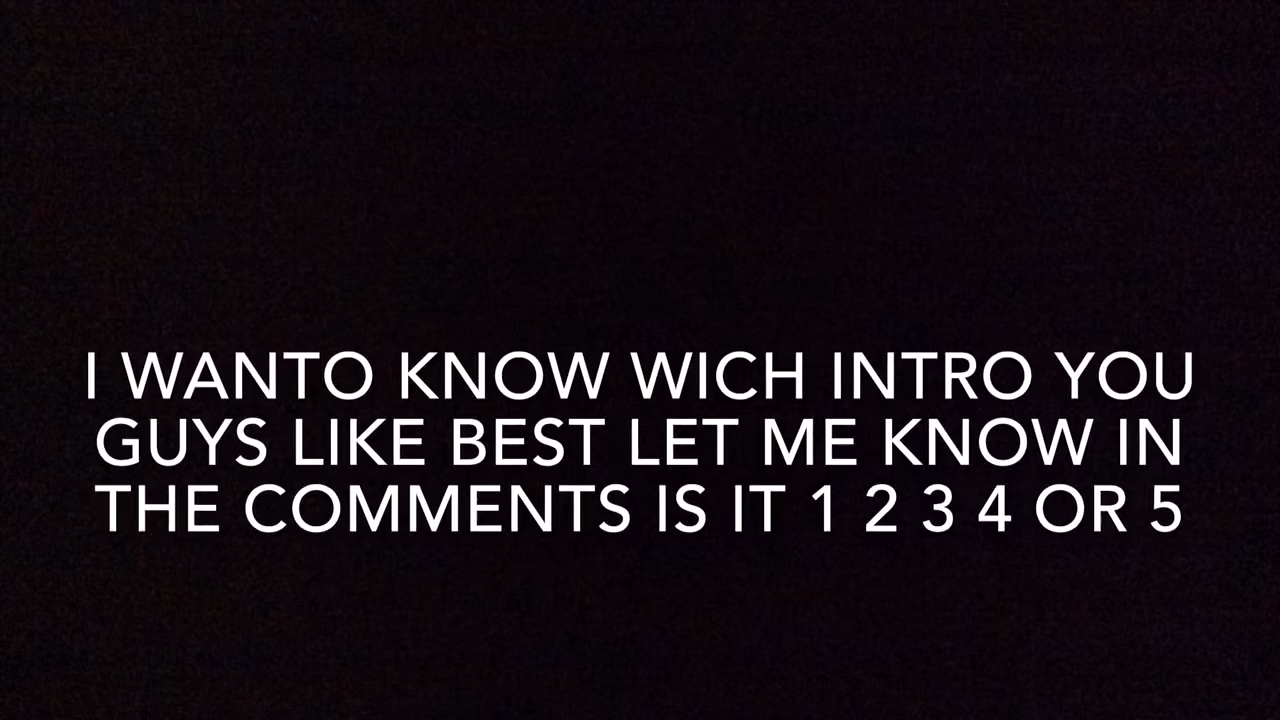 I WANTO KNOW WICH INTRO YOU
GUYS LIKE BEST LET ME KNOW IN
THE COMMENTS IS IT 1 2 3 4 OR 5